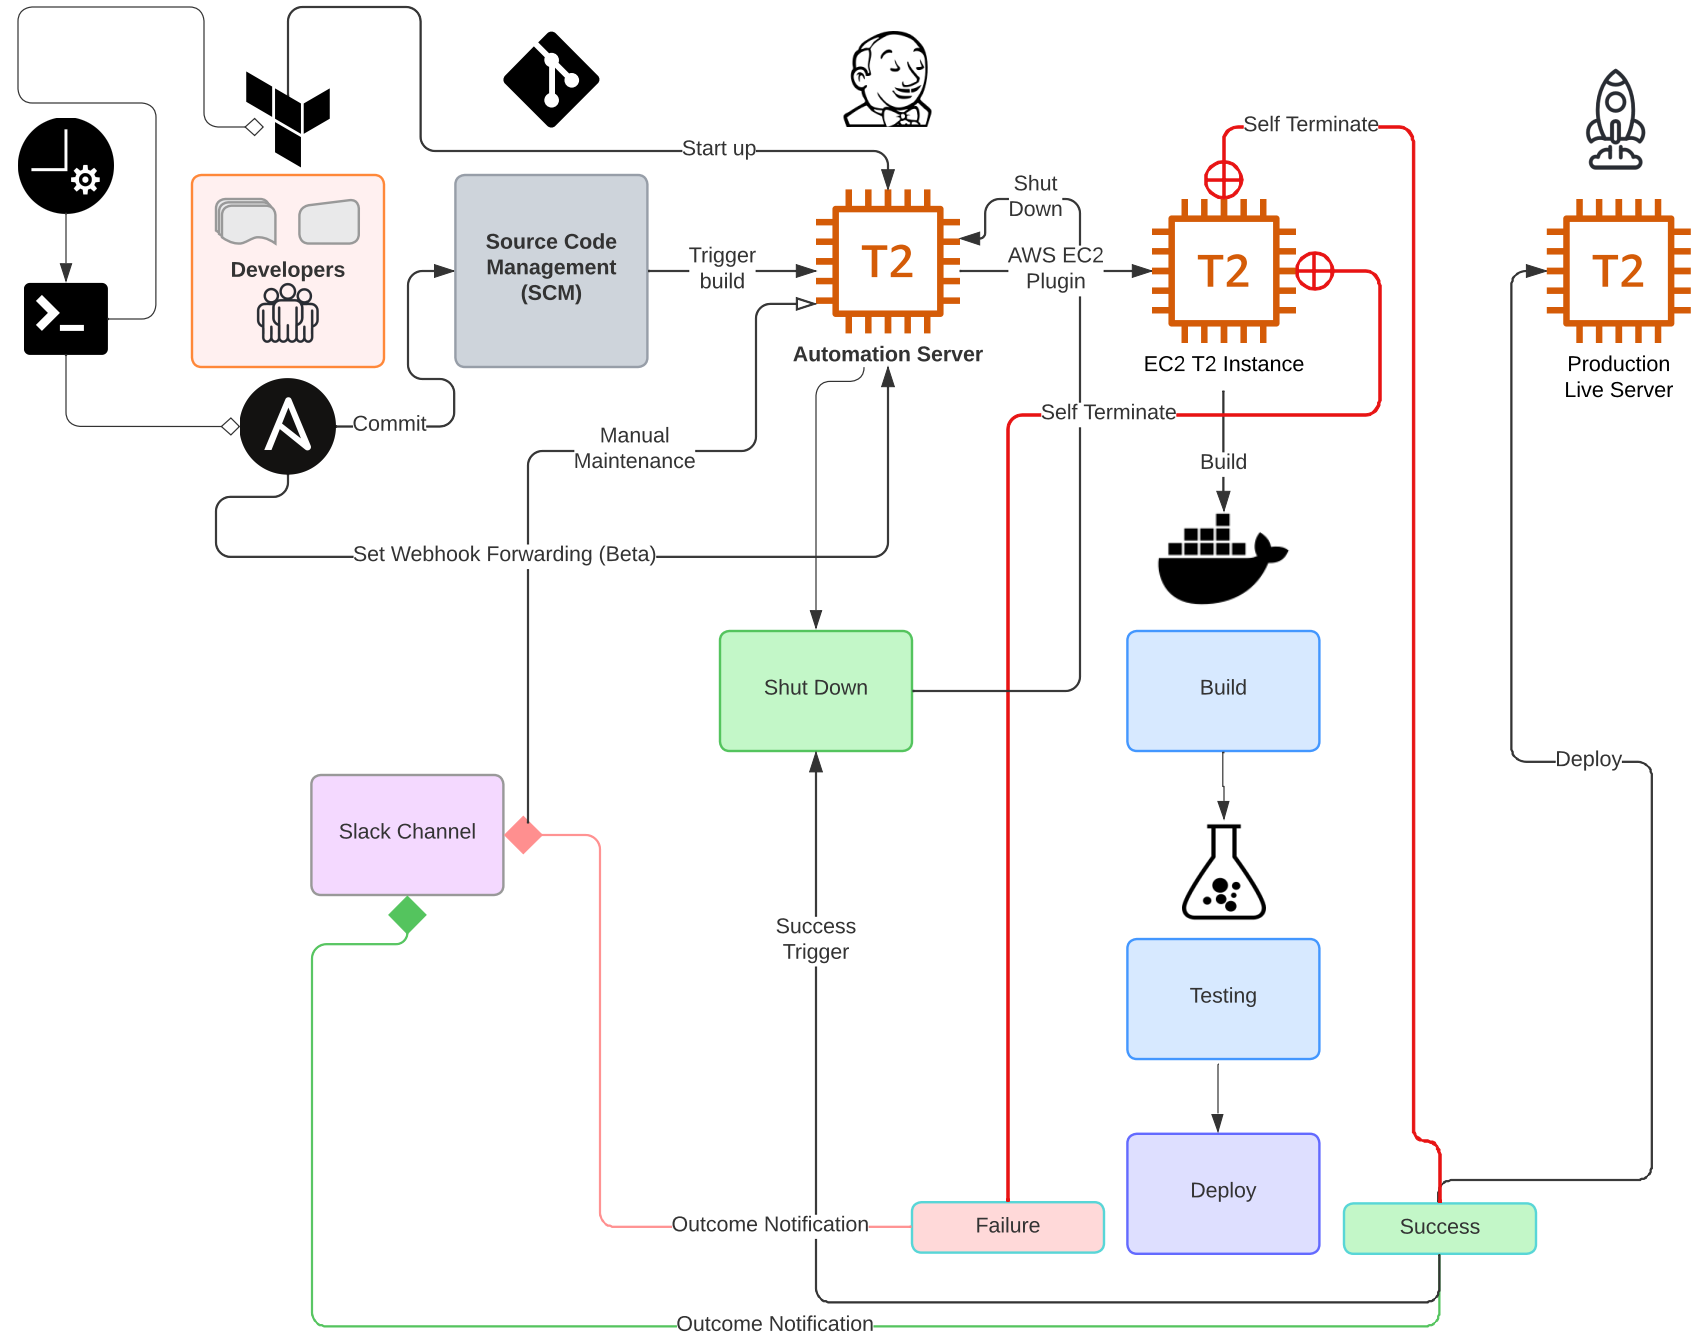 Self Terminate
Start up
Shut
Down
T2
T2
T2
Developers
Source Code
Management
(SCM)
Trigger
build
AWS EC2
Plugin
Automation Server
EC2 T2 Instance
Production
Live Server
Commit
Self Terminate
Manual
Maintenance
Build
Set Webhook Forwarding (Beta)
Shut Down
Build
Deploy
Slack Channel
Success
Trigger
Testing
Deploy
Outcome Notification
Failure
Success
Outcome Notification